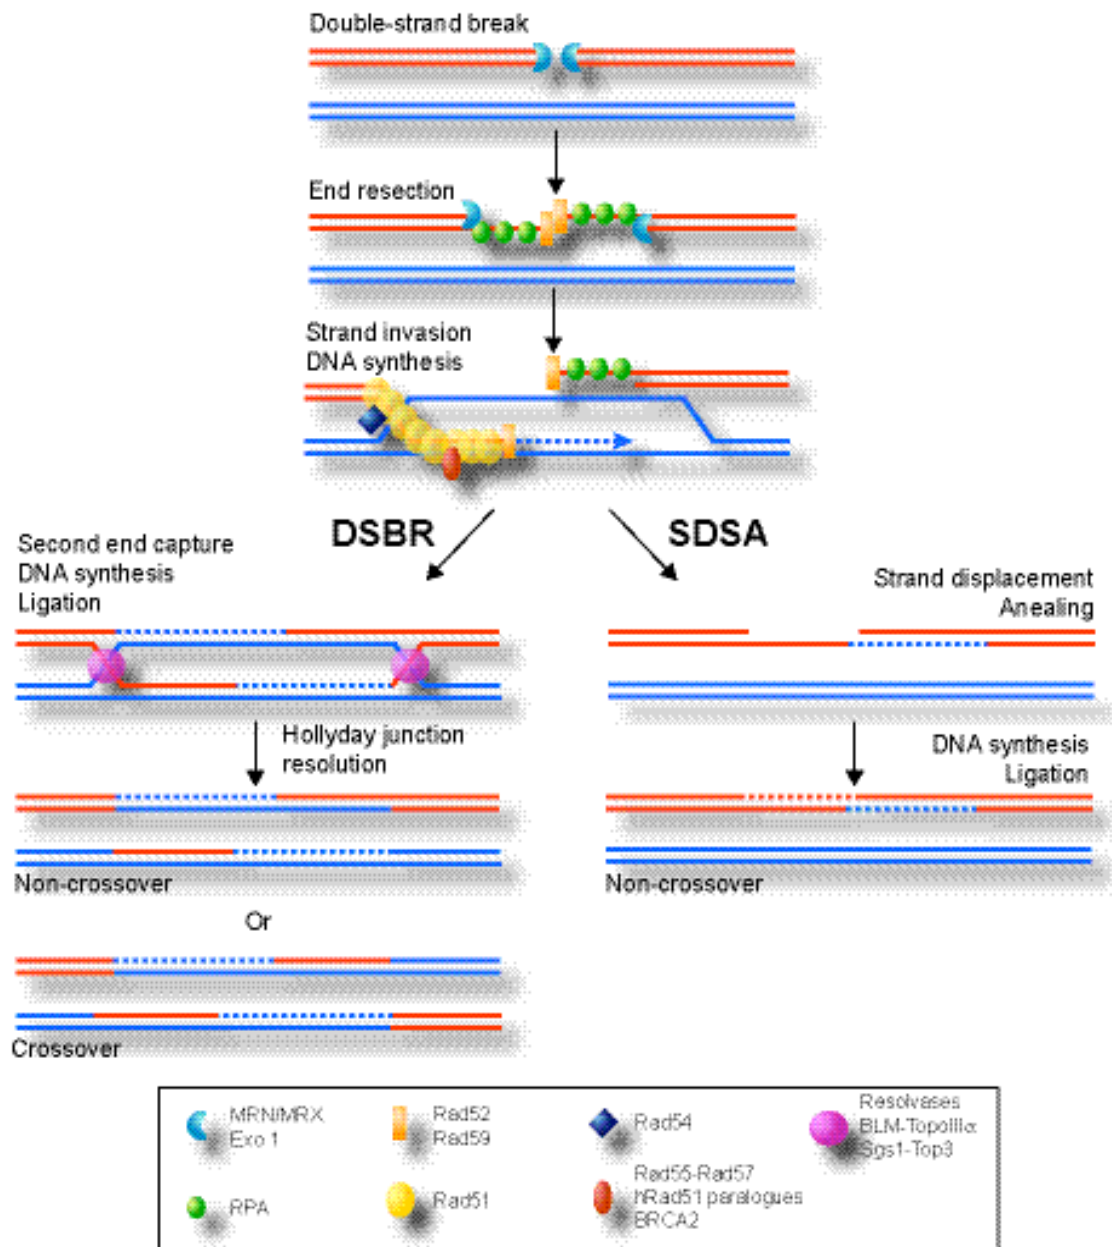 Double-strand break
End resection
Strand invasion
DNA synthesis
DSBR
SDSA
Second end capture
DNA synthesis
Ligation
Strand displacement
Anealing
Hollyday junction
resolution
DNA synthesis
Ligation
Non-crossover
Non-crossover
Or
Crossover
MRN/MRX
Exo 1
Rad52
Rad59
Rad54
Resolvases
BLM-TopoIIIα
Sgs1-Top3
RPA
Rad51
Rad55-Rad57
hRad51 paralogues
BRCA2